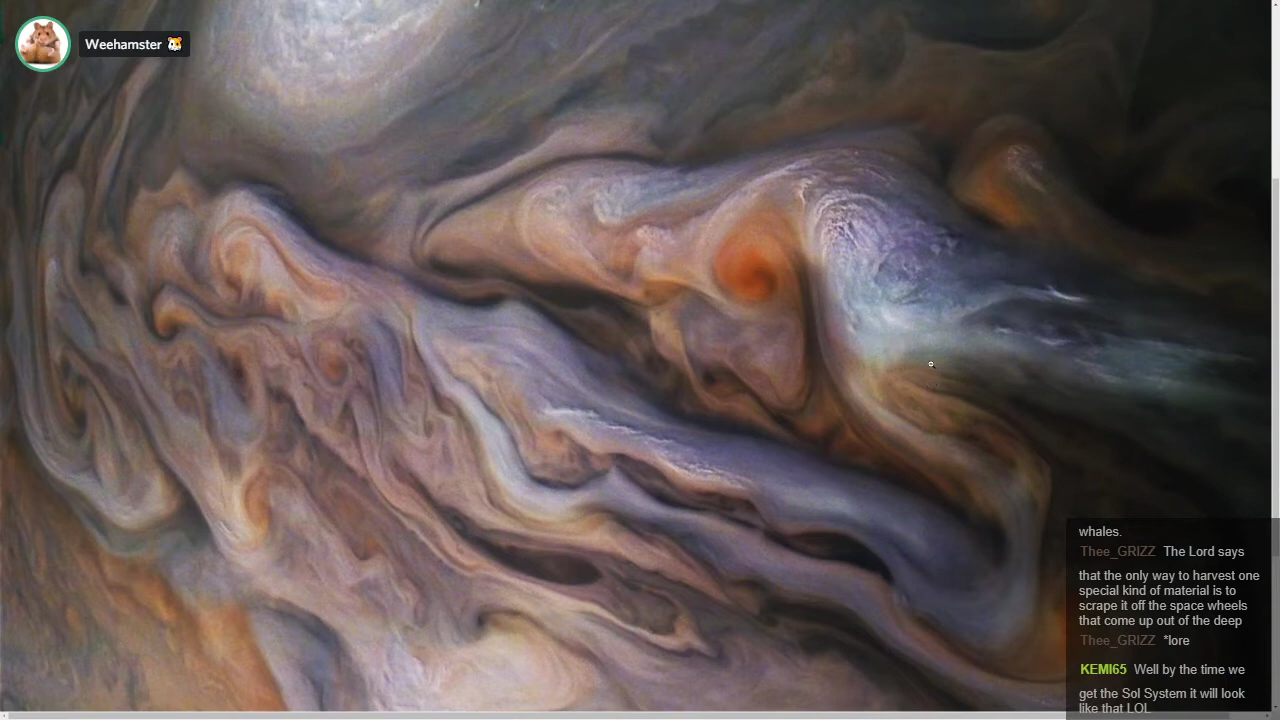 Weehamster
whales.
Thee_GRIZZ The Lord says
that the only way to harvest one
special kind of material is to
scrape it off the space wheels
that come up out of the deep
Thee_GRIZZ *lore
KEMI65 Well by the time we
get the Sol System it will look
like that LOL